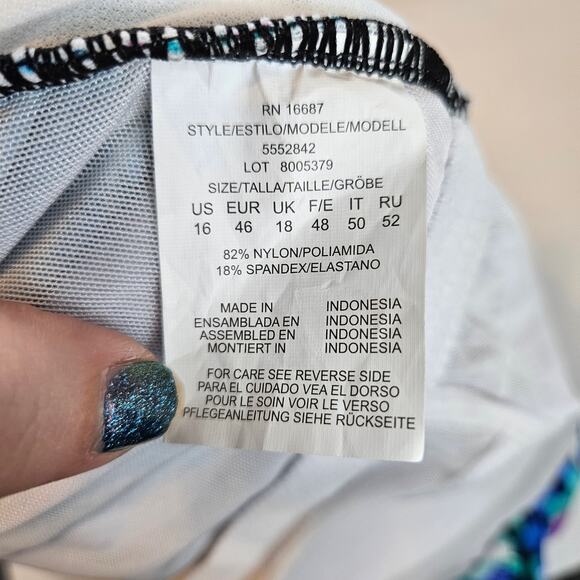 RN 16687
STYLE/ESTILO/MODELE/MODELL
5552842
LOT 8005379
SIZE/TALLA/TAILLE/GRÖBE
US EUR UK F/E IT RU
16 46 18 48 50 52
82% NYLON/POLIAMIDA
18% SPANDEX/ELASTANO
MADE IN INDONESIA
ENSAMBLADA EN INDONESIA
ASSEMBLED EN INDONESIA
MONTIERT IN INDONESIA
FOR CARE SEE REVERSE SIDE
PARA EL CUIDADO VEA EL DORSO
POUR LE SOIN VOIR LE VERSO
PFLEGEANLEITUNG SIEHE RÜCKSEITE